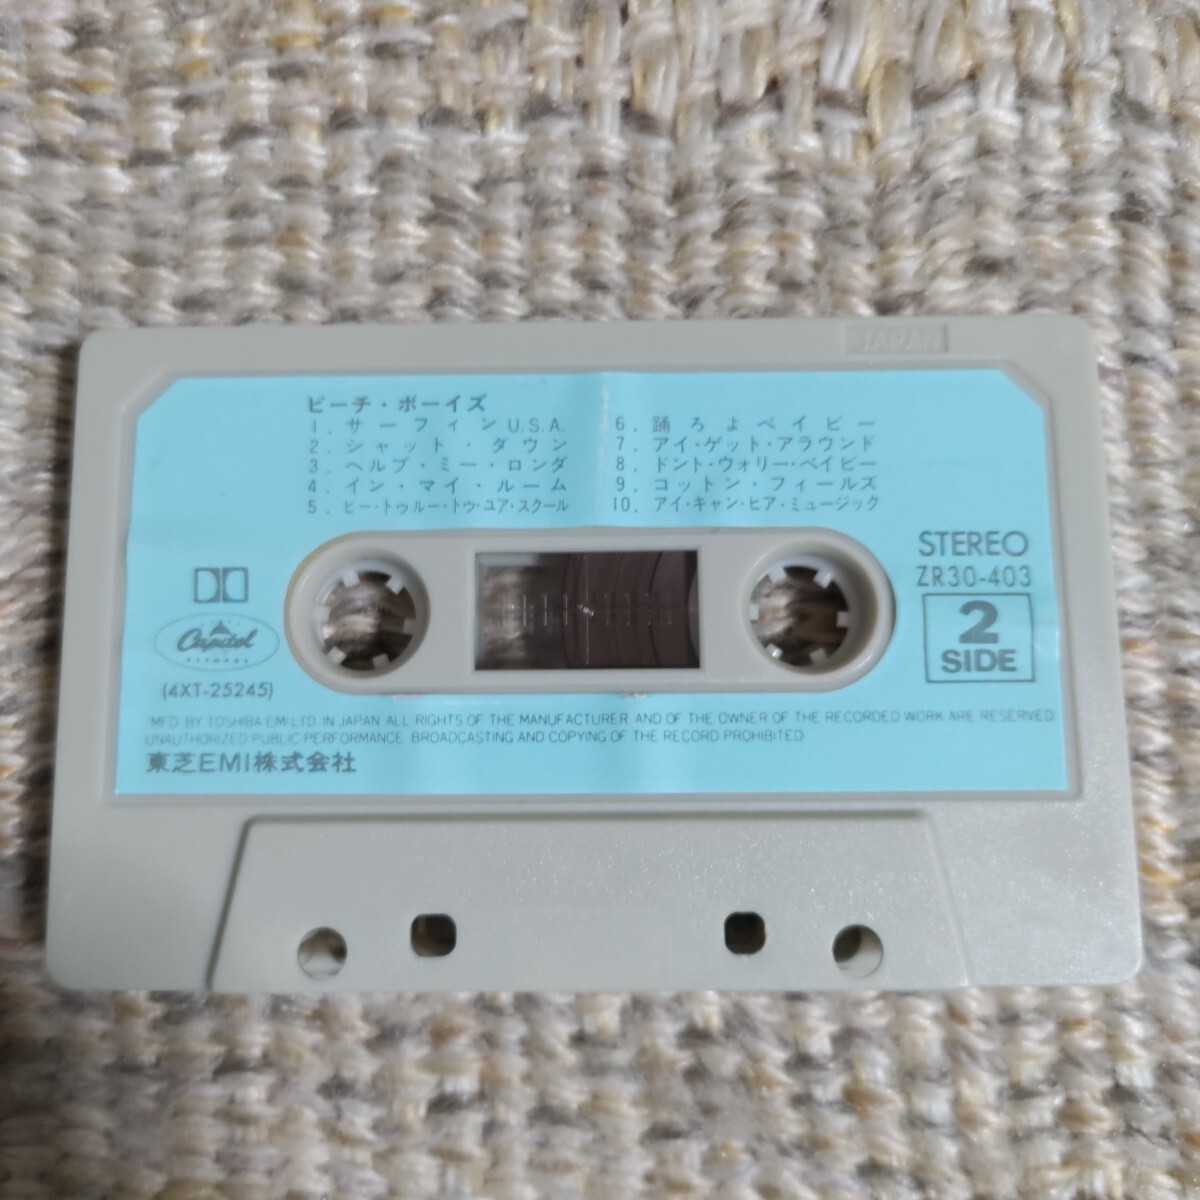 JAPAN
ビーチ・ボーイズ
1. サーフィンU.S.A.
2. シャット・ダウン
3. ヘルプ・ミー・ロンダ
4. イン・マイ・ルーム
5. ビー・トゥルー・トゥ・ユア・スクール
6. 踊ろよベイビー
7. アイ・ゲット・アラウンド
8. ドント・ウォリー・ベイビー
9. コットン・フィールズ
10. アイ・キャン・ヒア・ミュージック
STEREO
ZR30-403
2
SIDE
Capitol
RECORDS
(4XT-25245)
MFD BY TOSHIBA EMI LTD. IN JAPAN ALL RIGHTS OF THE MANUFACTURER AND OF THE OWNER OF THE RECORDED WORK ARE RESERVED
UNAUTHORIZED PUBLIC PERFORMANCE BROADCASTING AND COPYING OF THE RECORD PROHIBITED
東芝EMI株式会社